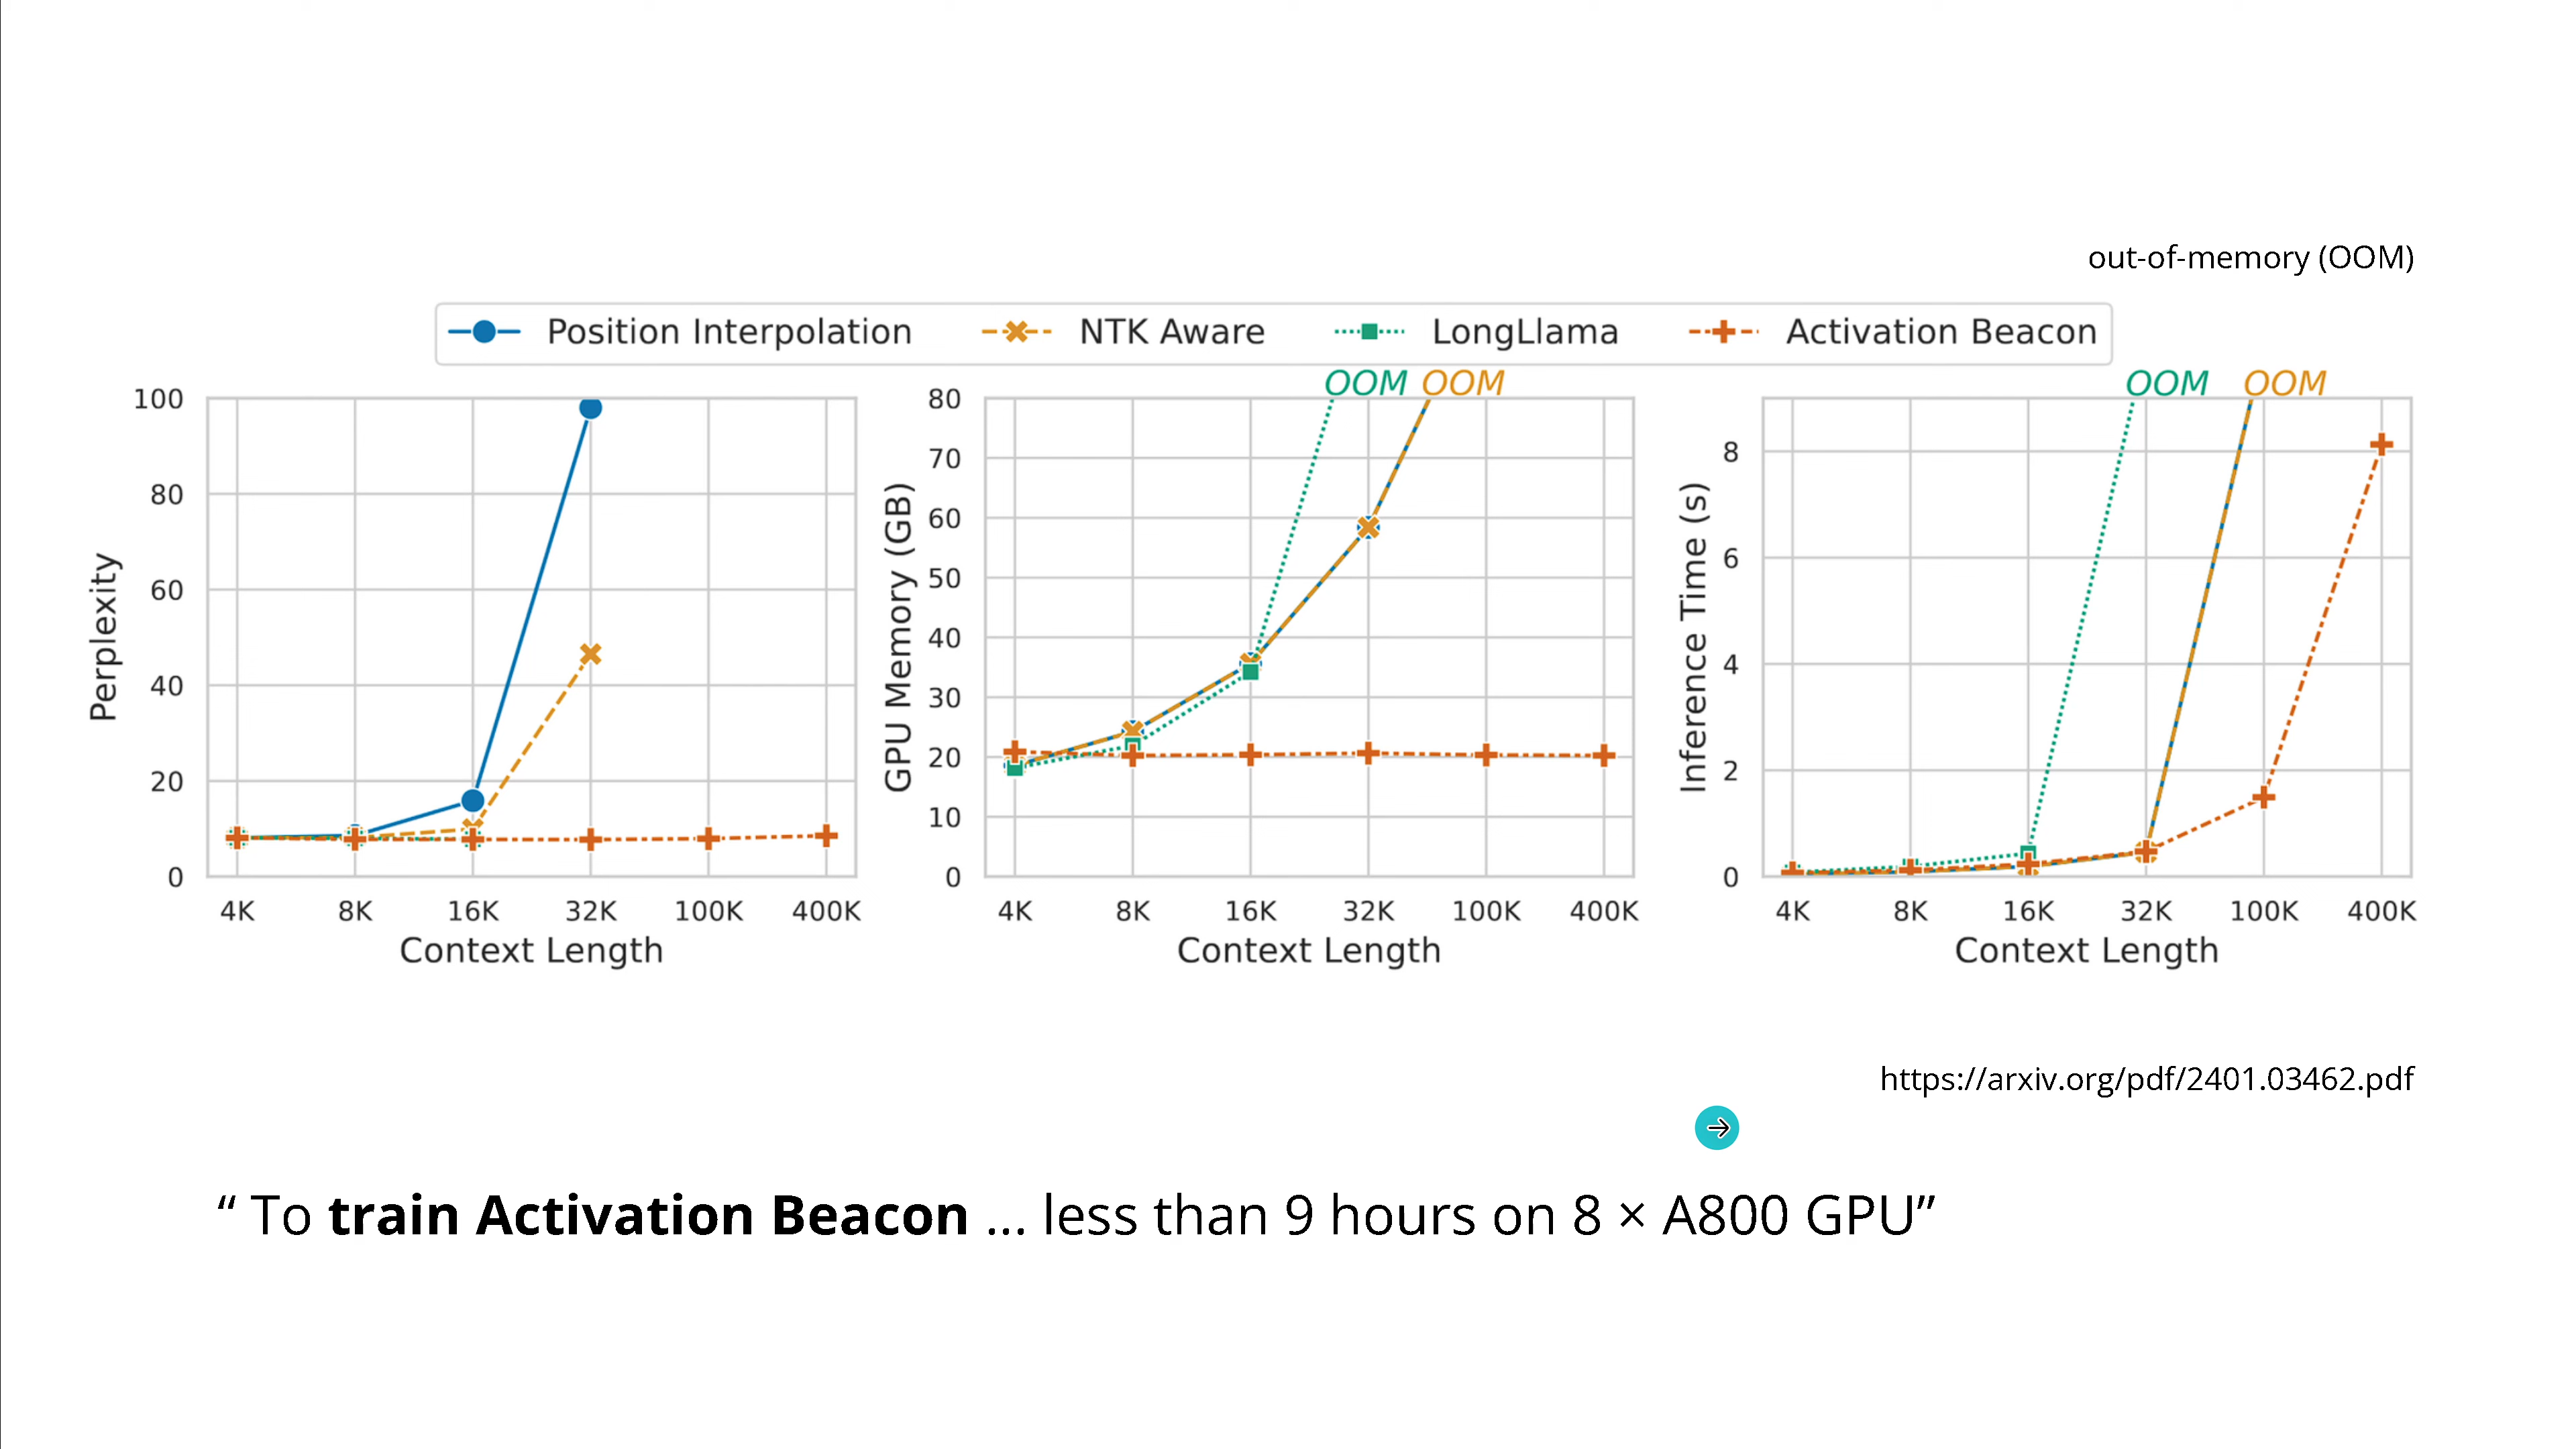 out-of-memory (OOM)
Position Interpolation NTK Aware LongLlama Activation Beacon
100
80
60
40
20
0
Perplexity
4K 8K 16K 32K 100K 400K
Context Length
OOM OOM
80
70
60
50
40
30
20
10
0
GPU Memory (GB)
4K 8K 16K 32K 100K 400K
Context Length
OOM OOM
8
6
4
2
0
Inference Time (s)
4K 8K 16K 32K 100K 400K
Context Length
https://arxiv.org/pdf/2401.03462.pdf
“ To train Activation Beacon ... less than 9 hours on 8 × A800 GPU”